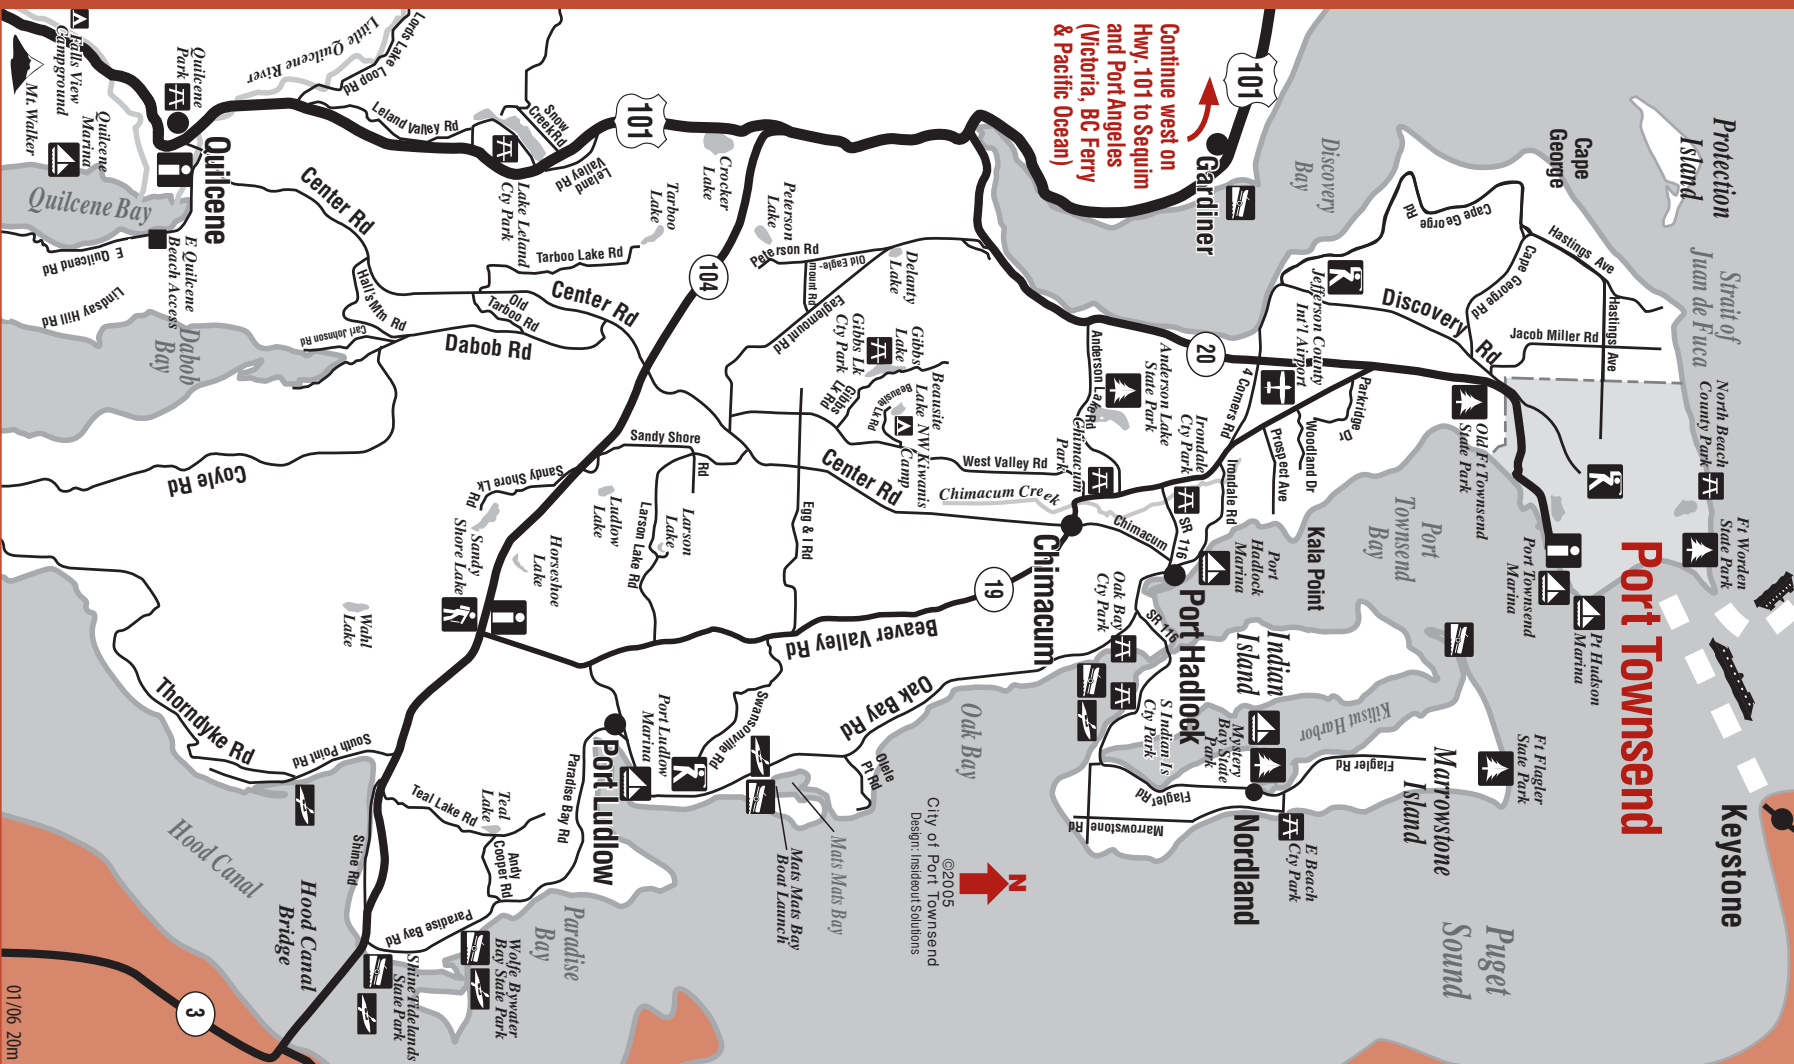 Protection
Island
Strait of
Juan de Fuca
North Beach
County Park
Ft Worden
State Park
Keystone
Cape
George
Hastings Ave
Hastings Ave
Cape George Rd
Cape George Rd
Jacob Miller Rd
Port Townsend
Pt Hudson
Marina
Port Townsend
Marina
Ft Flagler
State Park
Puget
Sound
Discovery
Bay
Discovery
Rd
Old Ft Townsend
State Park
Port
Townsend
Bay
Marrowstone
Island
Kilisut Harbor
Flagler Rd
Flagler Rd
Marrowstone
Rd
Jefferson County
Int'l Airport
Parkridge
Dr
Woodland Dr
Prospect Ave
Kala Point
Indian
Island
Mystery
Bay State
Park
Nordland
E Beach
Cty Park
101
Continue west on
Hwy. 101 to Sequim
and Port Angeles
(Victoria, BC Ferry
& Pacific Ocean)
Gardiner
20
4 Corners Rd
Irondale Rd
Irondale
Cty Park
Anderson Lake
State Park
Anderson Lake Rd
Port
Hadlock
Marina
Port Hadlock
SR 116
SR 116
S Indian Is
Cty Park
Oak Bay
Cty Park
Chimacum
Park
Chimacum
Chimacum
Chimacum Creek
West Valley Rd
19
Oak Bay
N
©2005
City of Port Townsend
Design: Insideout Solutions
Delanty
Lake
Gibbs
Lake
Gibbs Lk
Cty Park
Gibbs
Lk Rd
Beausite
Lake NW Kiwanis
Camp
Beausite Lk Rd
Eaglemount Rd
Old Eagle-
mount Rd
Peterson Rd
Peterson
Lake
Center Rd
Egg & I Rd
Beaver Valley Rd
Oak Bay Rd
Olele
Pt Rd
Swansonville Rd
Mats Mats Bay
Mats Mats Bay
Boat Launch
Crocker
Lake
104
Tarboo
Lake
Tarboo Lake Rd
Center Rd
Old
Tarboo Rd
Sandy Shore
Rd
Larson
Lake
Larson Lake Rd
Ludlow
Lake
Sandy Shore Lk
Rd
Sandy
Shore Lake
Horseshoe
Lake
Port Ludlow
Marina
Port Ludlow
Paradise Bay Rd
Paradise Bay Rd
Paradise
Bay
101
Snow
Creek Rd
Leland
Valley Rd
Leland Valley Rd
Lake Leland
Cty Park
Lords Lake
Loop Rd
Little Quilcene River
Center Rd
Dabob Rd
Hall's Mtn Rd
Carl Johnson
Rd
Quilcene
Park
Quilcene
Quilcene
Marina
Falls View
Campground
Mt. Walker
Quilcene Bay
E Quilcene
Beach Access
E Quilcend Rd
Lindsay Hill Rd
Dabob
Bay
Coyle Rd
Wahl
Lake
Thorndyke Rd
South Point Rd
Teal Lake Rd
Teal
Lake
Andy
Cooper Rd
Shine Rd
Hood Canal
Hood Canal
Bridge
Wolfe Bywater
Bay State Park
Shine Tidelands
State Park
3
01/06 20m